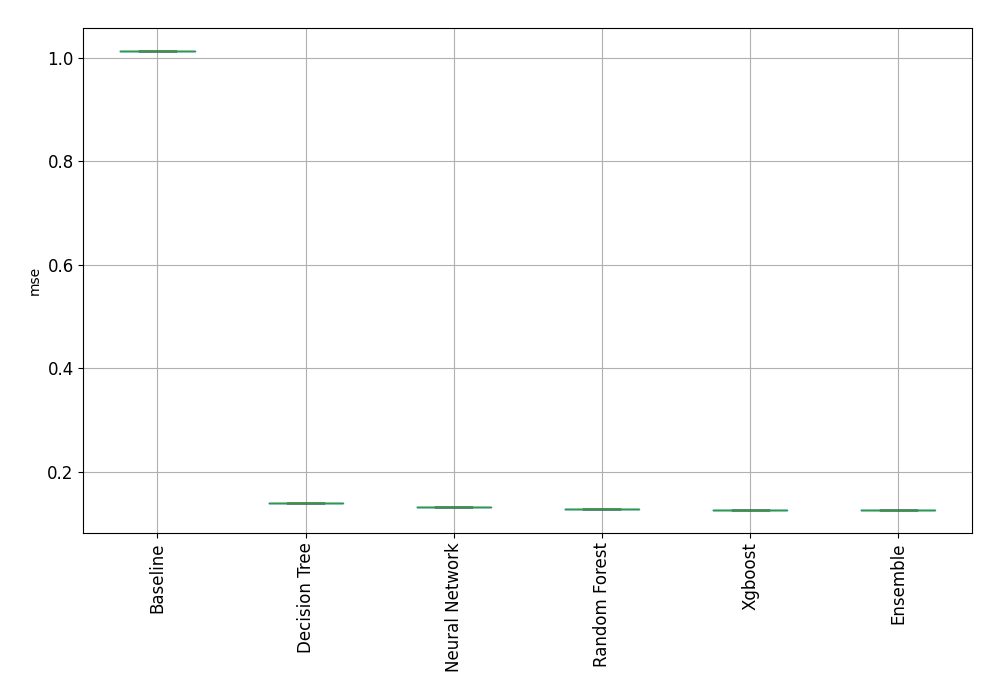 1.0
0.8
0.6
0.4
0.2
mse
Baseline
Decision Tree
Neural Network
Random Forest
Xgboost
Ensemble